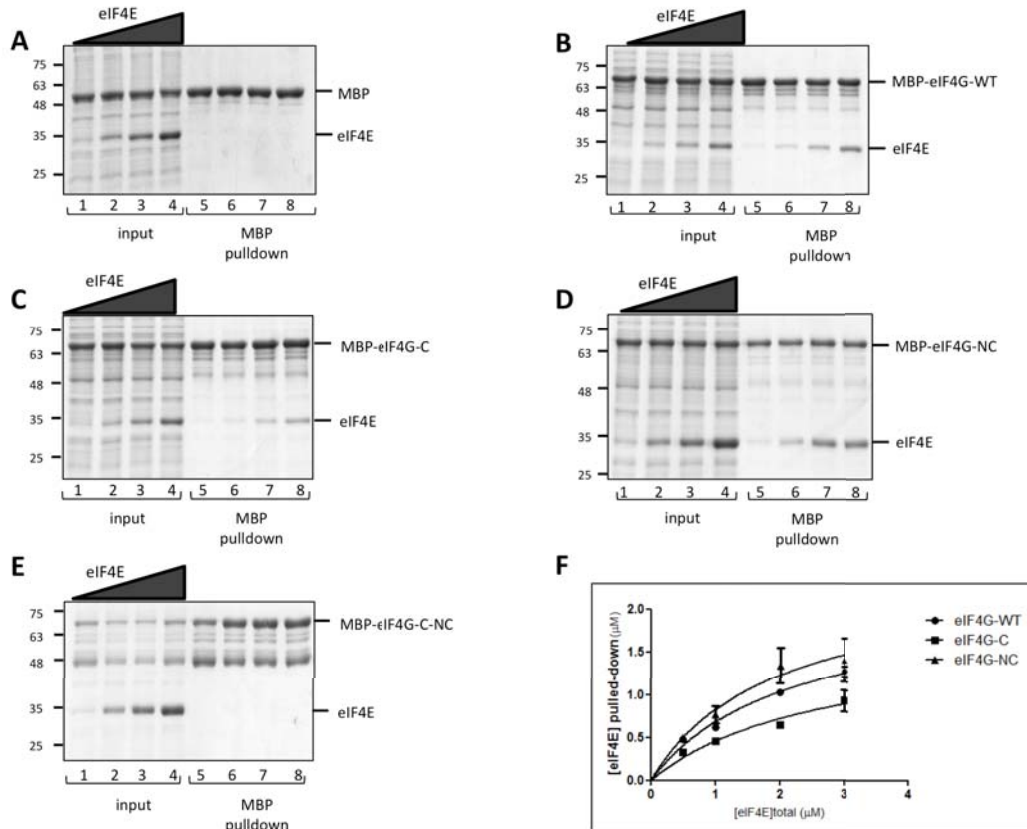 A
eIF4E
75
63
48
35
25
MBP
eIF4E
1 2 3 4 5 6 7 8
input
MBP
pulldown
B
eIF4E
75
63
48
35
25
MBP-eIF4G-WT
eIF4E
1 2 3 4 5 6 7 8
input
MBP
pulldown
C
eIF4E
75
63
48
35
25
MBP-eIF4G-C
eIF4E
1 2 3 4 5 6 7 8
input
MBP
pulldown
D
eIF4E
75
63
48
35
25
MBP-eIF4G-NC
eIF4E
1 2 3 4 5 6 7 8
input
MBP
pulldown
E
eIF4E
75
63
48
35
25
MBP-eIF4G-C-NC
eIF4E
1 2 3 4 5 6 7 8
input
MBP
pulldown
F
[eIF4E] pulled-down (μM)
2.0
1.5
1.0
0.5
0.0
0 1 2 3 4
[eIF4E]total (μM)
eIF4G-WT
eIF4G-C
eIF4G-NC